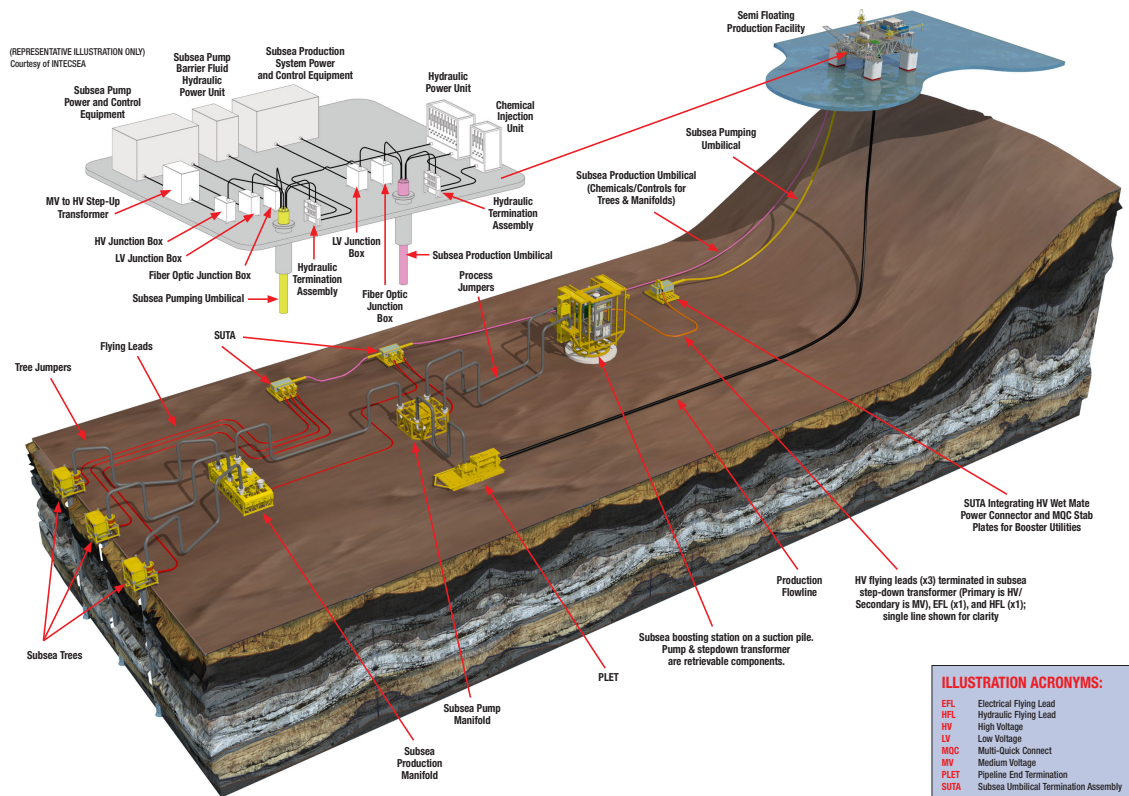 (REPRESENTATIVE ILLUSTRATION ONLY)
Courtesy of INTECSEA
Subsea Pump
Barrier Fluid
Hydraulic
Power Unit
Subsea Production
System Power
and Control Equipment
Subsea Pump
Power and Control
Equipment
Hydraulic
Power Unit
Chemical
Injection
Unit
Semi Floating
Production Facility
Subsea Pumping
Umbilical
Subsea Production Umbilical
(Chemicals/Controls for
Trees & Manifolds)
MV to HV Step-Up
Transformer
HV Junction Box
LV Junction Box
Fiber Optic Junction Box
Subsea Pumping Umbilical
Hydraulic
Termination
Assembly
LV Junction
Box
Fiber Optic
Junction
Box
Subsea Production Umbilical
Hydraulic
Termination
Assembly
Process
Jumpers
SUTA
Flying Leads
Tree Jumpers
Subsea Trees
Subsea
Production
Manifold
Subsea Pump
Manifold
PLET
Subsea boosting station on a suction pile.
Pump & stepdown transformer
are retrievable components.
Production
Flowline
HV flying leads (x3) terminated in subsea
step-down transformer (Primary is HV/
Secondary is MV), EFL (x1), and HFL (x1);
single line shown for clarity
SUTA Integrating HV Wet Mate
Power Connector and MQC Stab
Plates for Booster Utilities
ILLUSTRATION ACRONYMS:
EFL Electrical Flying Lead
HFL Hydraulic Flying Lead
HV High Voltage
LV Low Voltage
MQC Multi-Quick Connect
MV Medium Voltage
PLET Pipeline End Termination
SUTA Subsea Umbilical Termination Assembly